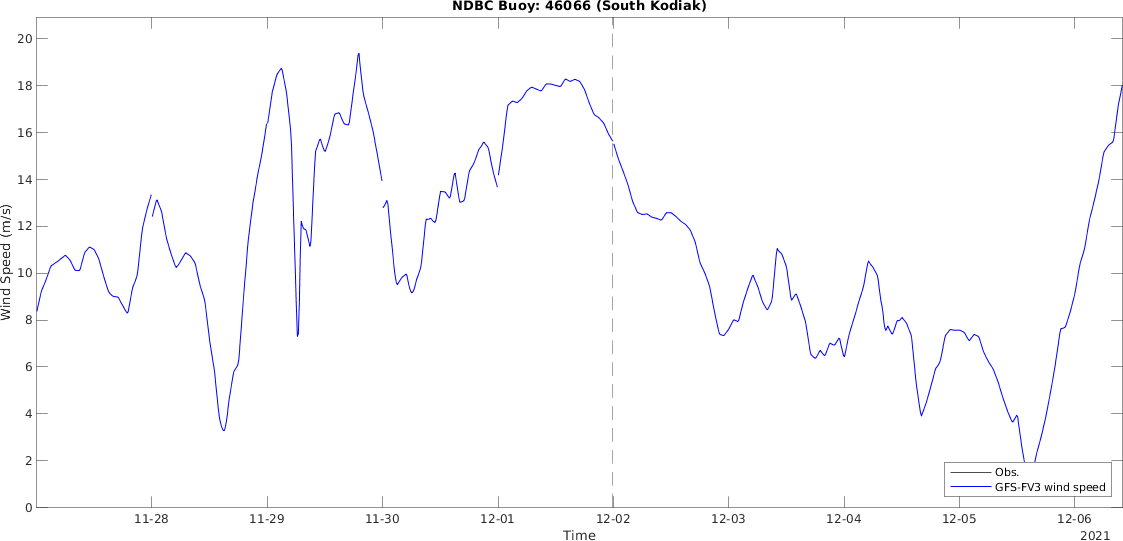 NDBC Buoy: 46066 (South Kodiak)
Wind Speed (m/s)
20
18
16
14
12
10
8
6
4
2
0
Obs.
GFS-FV3 wind speed
11-28 11-29 11-30 12-01 12-02 12-03 12-04 12-05 12-06
Time
2021